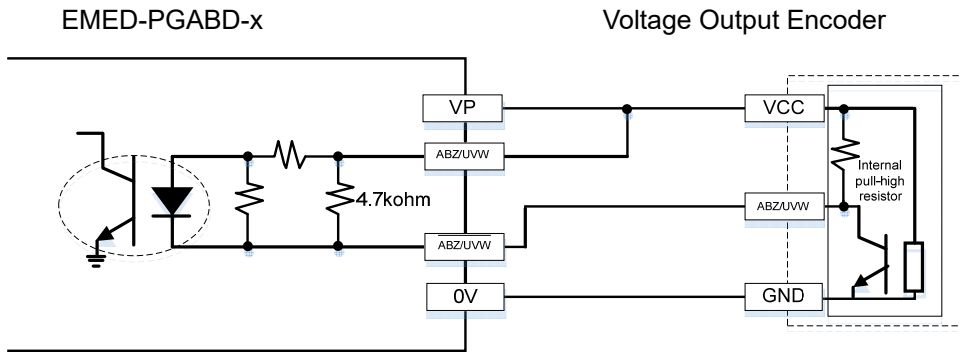 EMED-PGABD-x
Voltage Output Encoder
VP
VCC
ABZ/UVW
4.7kohm
Internal
pull-high
resistor
ABZ/UVW
ABZ/UVW
0V
GND